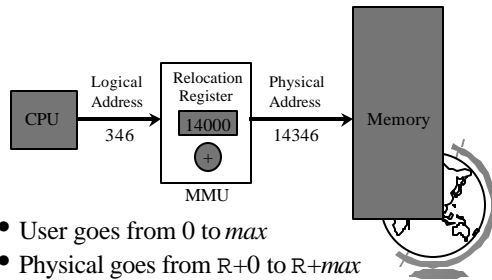 Logical
Address
346
Relocation
Register
14000
+
MMU
Physical
Address
14346
CPU
Memory
• User goes from 0 to max
• Physical goes from R+0 to R+max